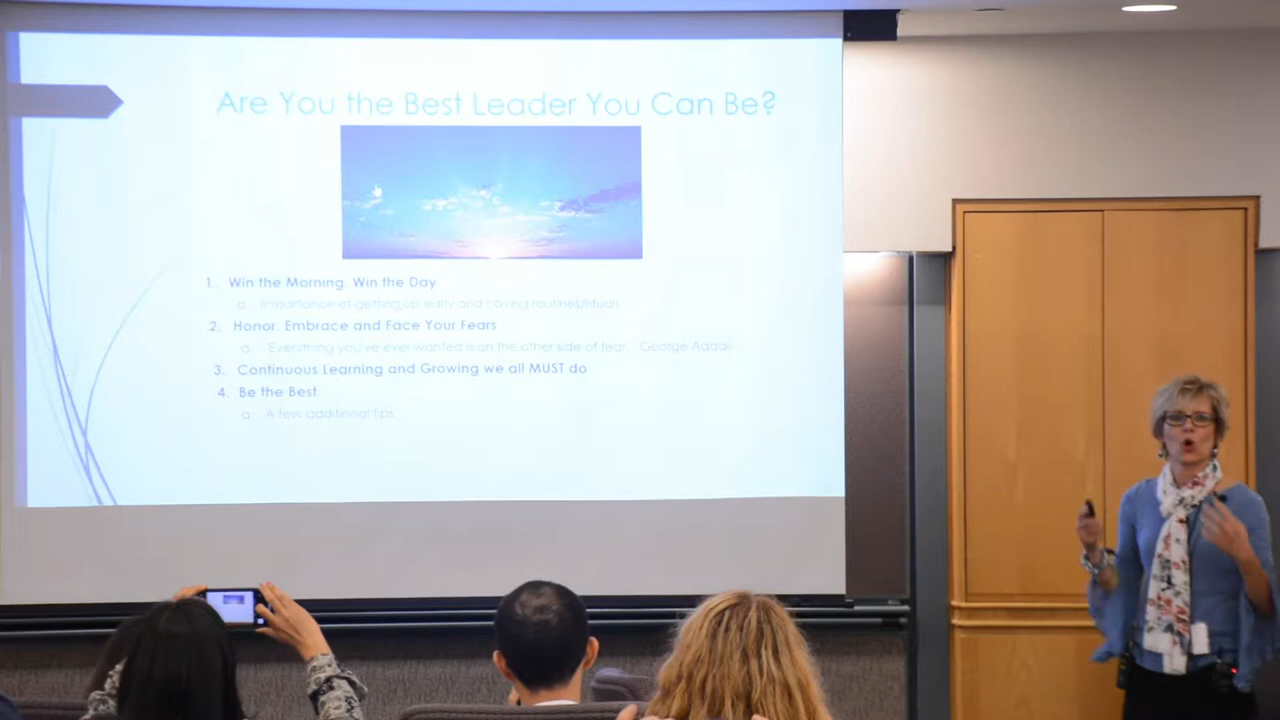 Are You the Best Leader You Can Be?
1. Win the Morning, Win the Day
a. Importance of getting up early and having routines/rituals
2. Honor, Embrace and Face Your Fears
a. "Everything you've ever wanted is on the other side of fear." George Addair
3. Continuous Learning and Growing we all MUST do
4. Be the Best
a. A few additional tips